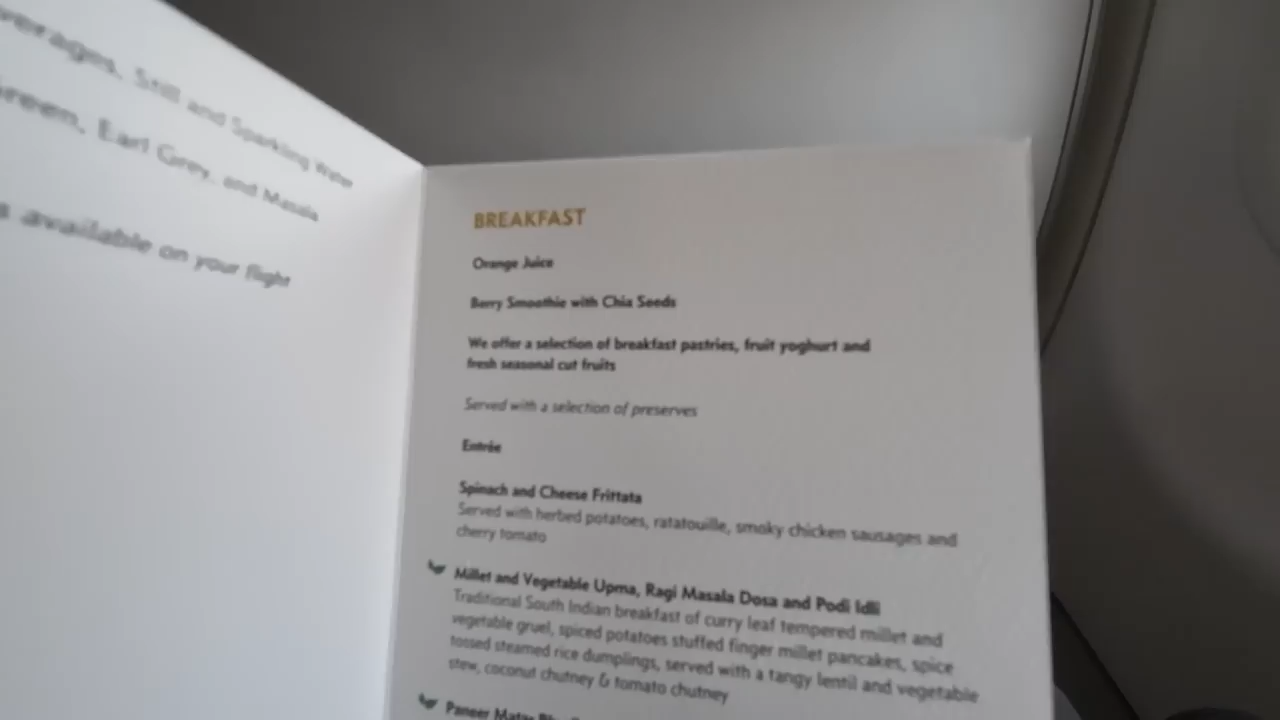 verages, Still and Sparkling Water
Green, Earl Grey, and Masala
s available on your flight
BREAKFAST
Orange Juice
Berry Smoothie with Chia Seeds
We offer a selection of breakfast pastries, fruit yoghurt and
fresh seasonal cut fruits
Served with a selection of preserves
Entrée
Spinach and Cheese Frittata
Served with herbed potatoes, ratatouille, smoky chicken sausages and
cherry tomato
Millet and Vegetable Upma, Ragi Masala Dosa and Podi Idli
Traditional South Indian breakfast of curry leaf tempered millet and
vegetable gruel, spiced potatoes stuffed finger millet pancakes, spice
tossed steamed rice dumplings, served with a tangy lentil and vegetable
stew, coconut chutney & tomato chutney
Paneer Matar